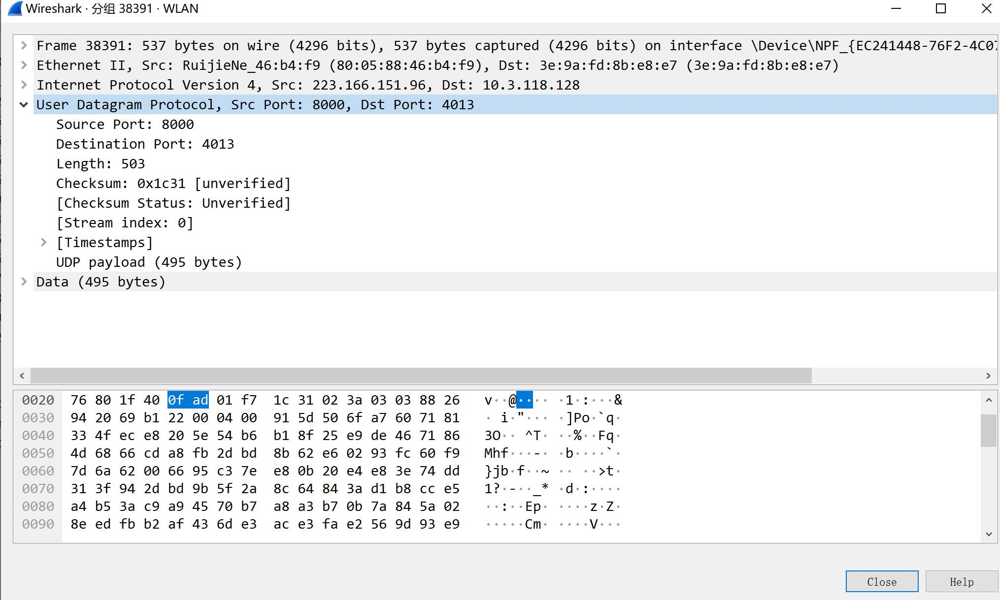 Wireshark · 分组 38391 · WLAN
Frame 38391: 537 bytes on wire (4296 bits), 537 bytes captured (4296 bits) on interface \Device\NPF_{EC241448-76F2-4C07
Ethernet II, Src: RuijieNe_46:b4:f9 (80:05:88:46:b4:f9), Dst: 3e:9a:fd:8b:e8:e7 (3e:9a:fd:8b:e8:e7)
Internet Protocol Version 4, Src: 223.166.151.96, Dst: 10.3.118.128
User Datagram Protocol, Src Port: 8000, Dst Port: 4013
Source Port: 8000
Destination Port: 4013
Length: 503
Checksum: 0x1c31 [unverified]
[Checksum Status: Unverified]
[Stream index: 0]
[Timestamps]
UDP payload (495 bytes)
Data (495 bytes)
0020 76 80 1f 40 0f ad 01 f7 1c 31 02 3a 03 03 88 26 v··@···· ·1·:···&
0030 94 20 69 b1 22 00 04 00 91 5d 50 6f a7 60 71 81 · i·"··· ·]Po·`q·
0040 33 4f ec e8 20 5e 54 b6 b1 8f 25 e9 de 46 71 86 3O·· ^T· ··%··Fq·
0050 4d 68 66 cd a8 fb 2d bd 8b 62 e6 02 93 fc 60 f9 Mhf···-· ·b····`·
0060 7d 6a 62 00 66 95 c3 7e e8 0b 20 e4 e8 3e 74 dd }jb·f··~ ·· ··>t·
0070 31 3f 94 2d bd 9b 5f 2a 8c 64 84 3a d1 b8 cc e5 1?·-··_* ·d·:····
0080 a4 b5 3a c9 a9 45 70 b7 a8 a3 b7 0b 7a 84 5a 02 ··:··Ep· ····z·Z·
0090 8e ed fb b2 af 43 6d e3 ac e3 fa e2 56 9d 93 e9 ·····Cm· ····V···
Close Help